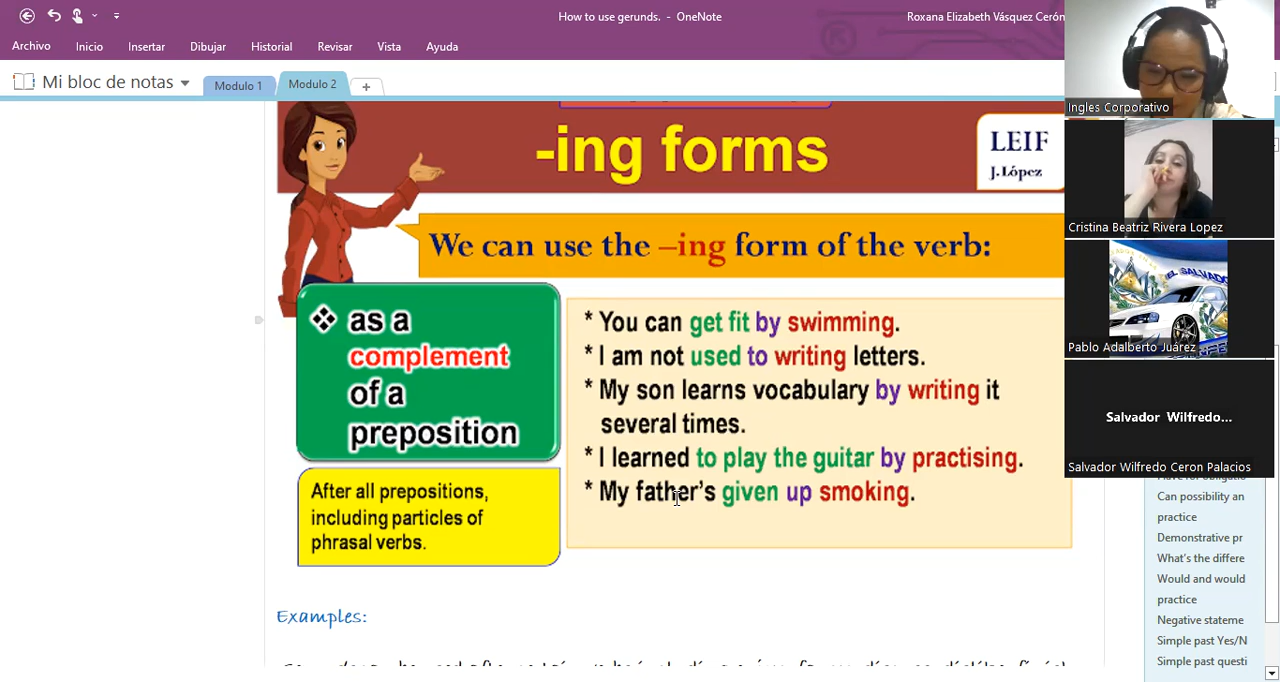 How to use gerunds. - OneNote
Roxana Elizabeth Vásquez Cerón
Archivo Inicio Insertar Dibujar Historial Revisar Vista Ayuda
Mi bloc de notas Modulo 1 Modulo 2 +
-ing forms
LEIF
J.López
We can use the –ing form of the verb:
❖ as a
complement
of a
preposition
After all prepositions,
including particles of
phrasal verbs.
* You can get fit by swimming.
* I am not used to writing letters.
* My son learns vocabulary by writing it
several times.
* I learned to play the guitar by practising.
* My father's given up smoking.
Examples:
Ingles Corporativo
Cristina Beatriz Rivera Lopez
EL SALVADOR
Pablo Adalberto Juárez
Salvador Wilfredo...
Salvador Wilfredo Ceron Palacios
Can possibility an
practice
Demonstrative pr
What's the differe
Would and would
practice
Negative stateme
Simple past Yes/N
Simple past questi